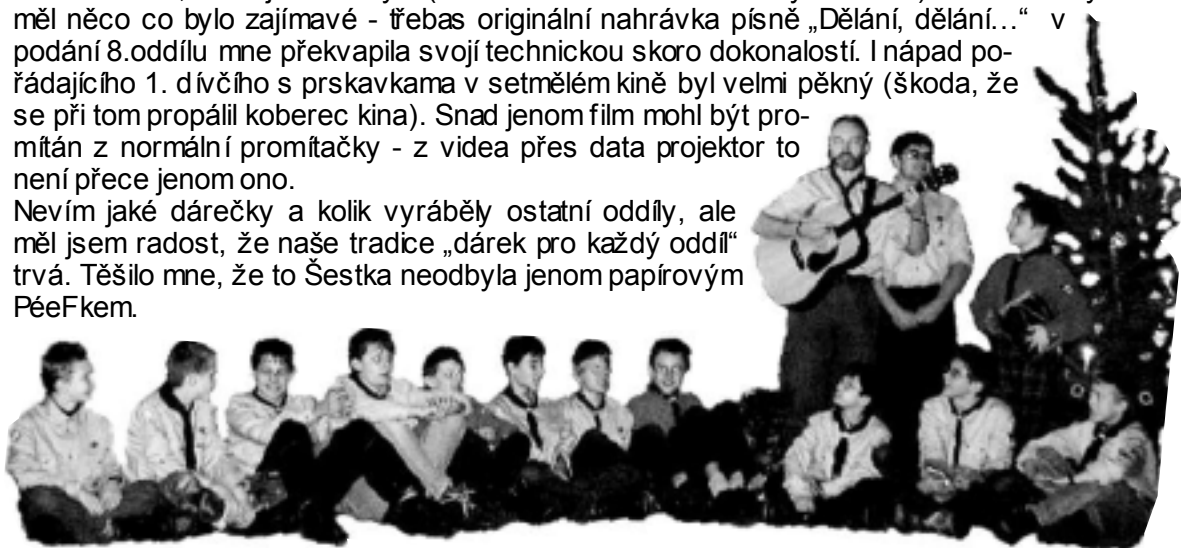 měl něco co bylo zajímavé - třebas originální nahrávka písně „Dělání, dělání...“ v
podání 8.oddílu mne překvapila svojí technickou skoro dokonalostí. I nápad po-
řádajícího 1. dívčího s prskavkama v setmělém kině byl velmi pěkný (škoda, že
se při tom propálil koberec kina). Snad jenom film mohl být pro-
mítán z normální promítačky - z videa přes data projektor to
není přece jenom ono.
Nevím jaké dárečky a kolik vyráběly ostatní oddíly, ale
měl jsem radost, že naše tradice „dárek pro každý oddíl“
trvá. Těšilo mne, že to Šestka neodbyla jenom papírovým
PéeFkem.